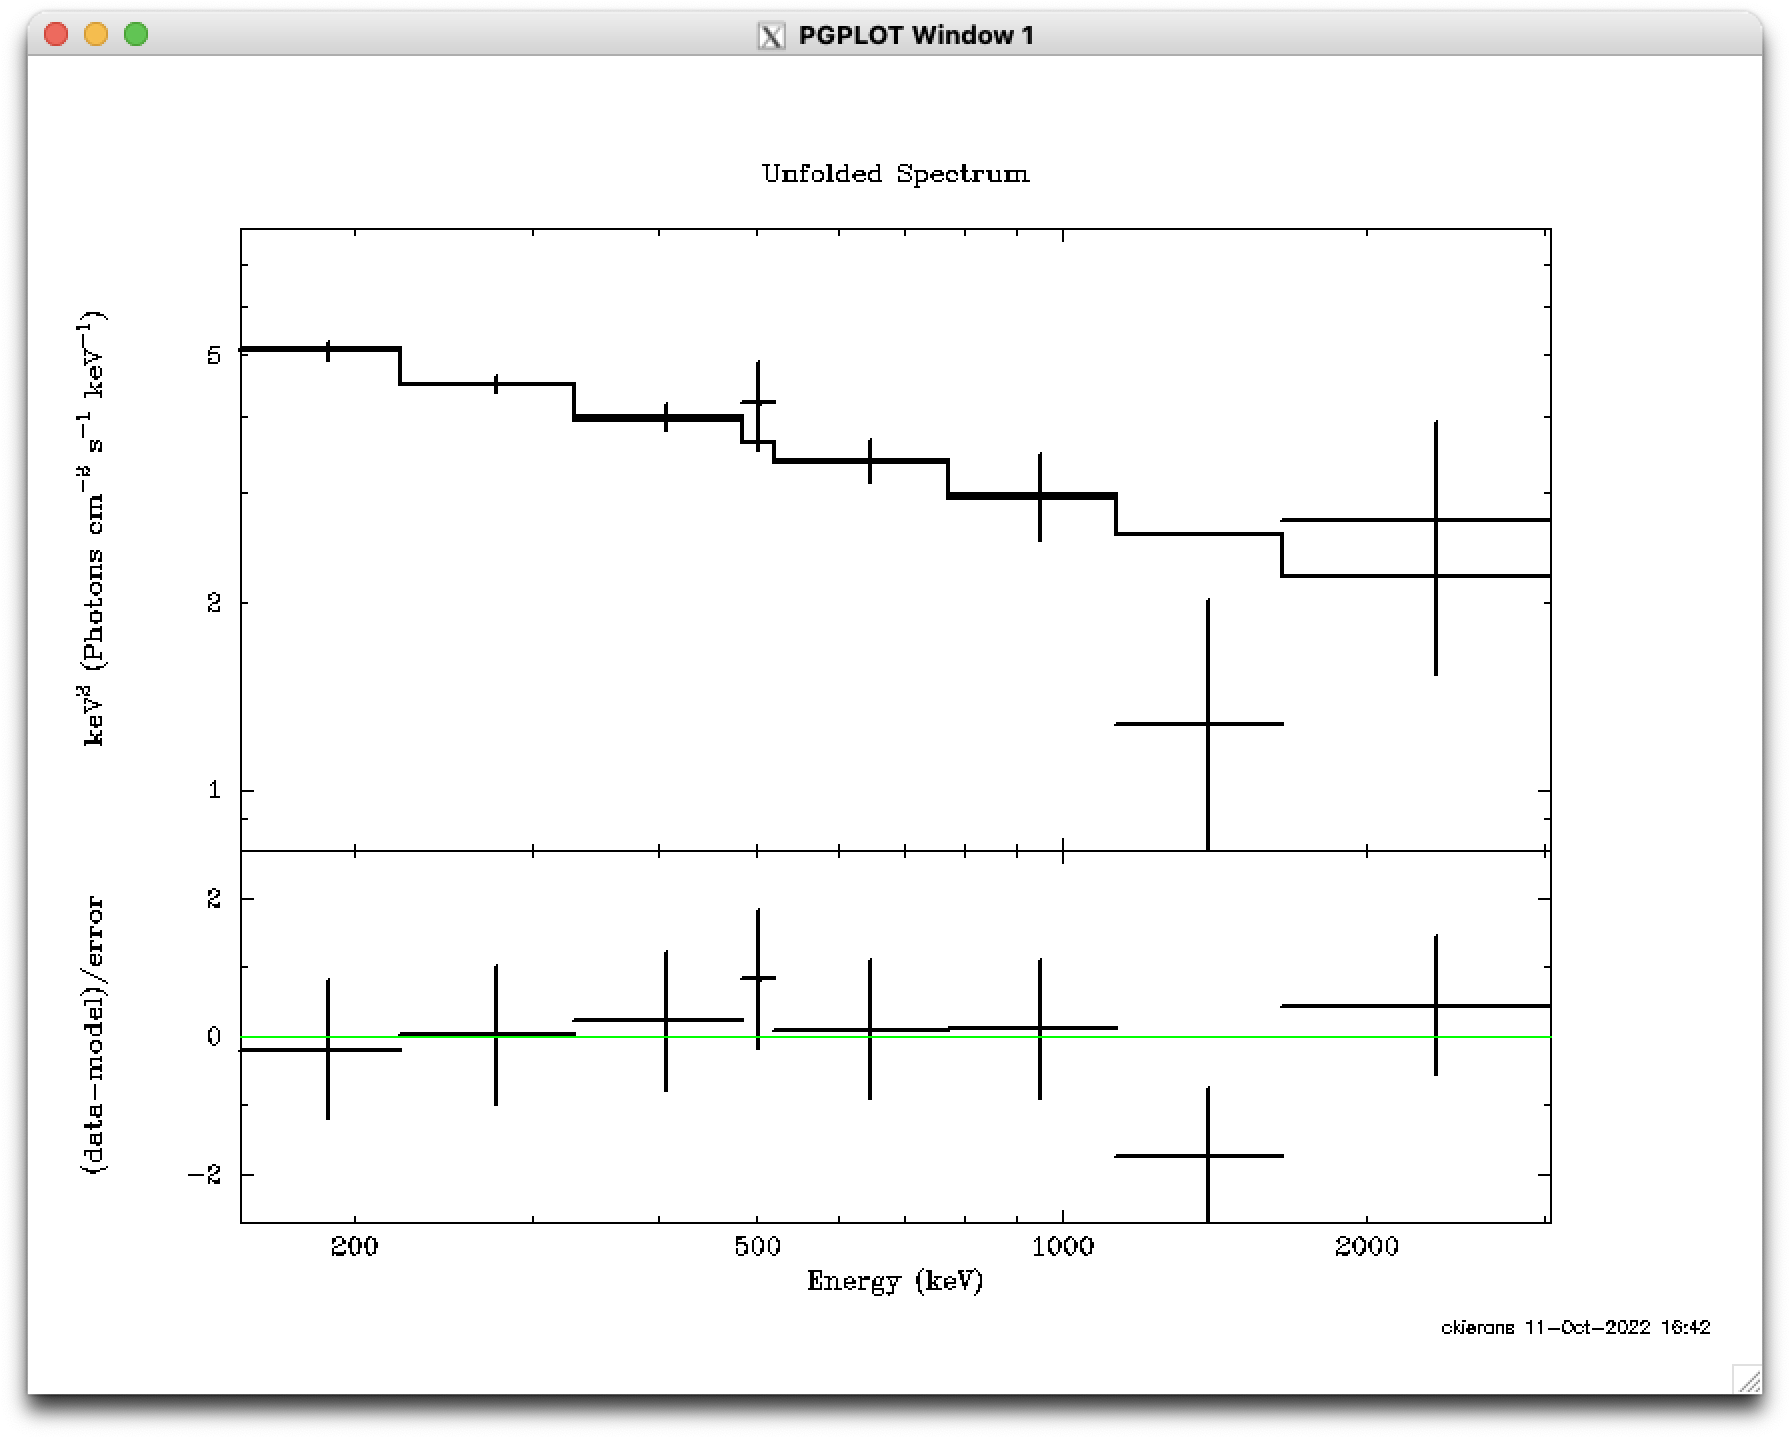 PGPLOT Window 1
Unfolded Spectrum
keV² (Photons cm⁻² s⁻¹ keV⁻¹)
5
2
1
(data−model)/error
2
0
−2
200 500 1000 2000
Energy (keV)
ckierans 11−Oct−2022 16:42